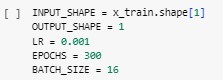 [ ] INPUT_SHAPE = x_train.shape[1]
OUTPUT_SHAPE = 1
LR = 0.001
EPOCHS = 300
BATCH_SIZE = 16